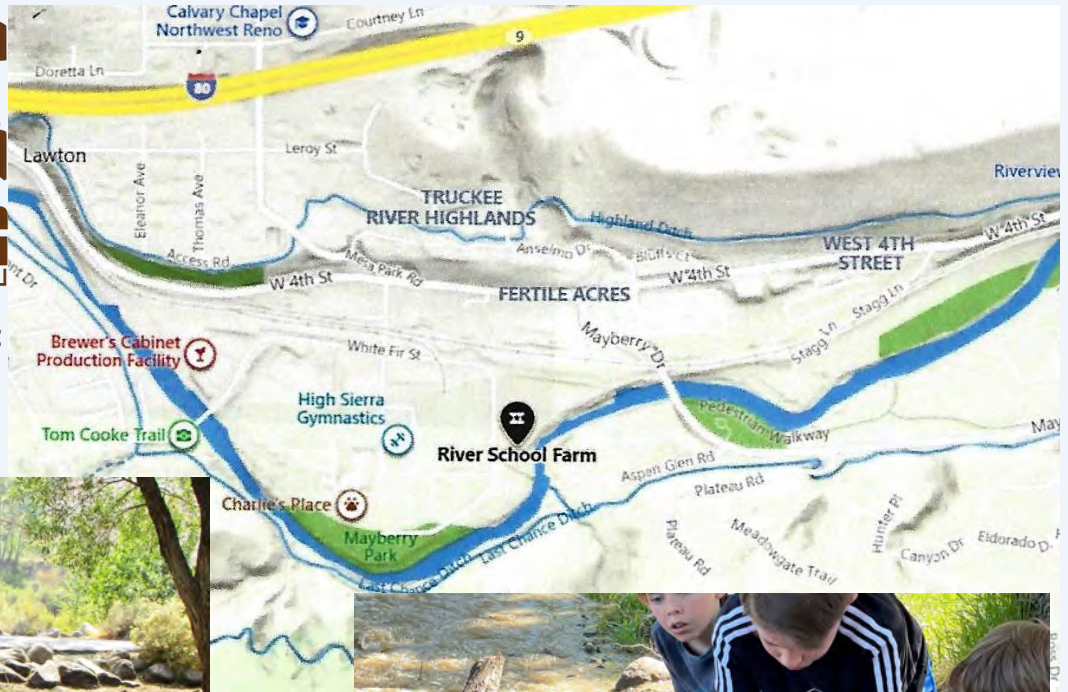 Calvary Chapel
Northwest Reno
Courtney Ln
9
Doretta Ln
80
Lawton
Leroy St
Eleanor Ave
Thomas Ave
Riverview
TRUCKEE
RIVER HIGHLANDS
Highland Ditch
Access Rd
Anselmo Dr
Bluffs Ct
WEST 4TH
STREET
W 4th St
Mesa Park Rd
W 4th St
W 4th St
FERTILE ACRES
Stagg Ln
Brewer's Cabinet
Production Facility
White Fir St
Mayberry Dr
Stagg Ln
High Sierra
Gymnastics
Tom Cooke Trail
River School Farm
Pedestrian Walkway
May
Aspen Glen Rd
Plateau Rd
Charlie's Place
Mayberry
Park
Last Chance Ditch
Last Chance Ditch
Plateau Rd
Meadowgate Trail
Hunter Pl
Canyon Dr
Eldorado D